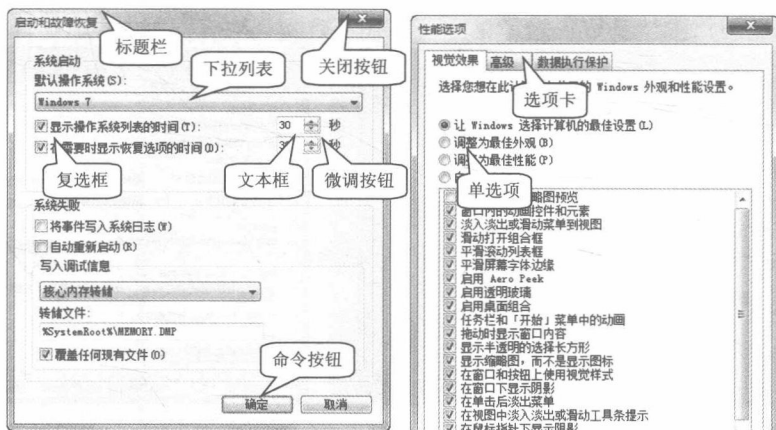 启动和故障恢复
标题栏
关闭按钮
系统启动
默认操作系统(S):
下拉列表
Windows 7
显示操作系统列表的时间(T): 30 秒
在需要时显示恢复选项的时间(D): 秒
复选框
文本框
微调按钮
系统失败
将事件写入系统日志(W)
自动重新启动(R)
写入调试信息
核心内存转储
转储文件:
%SystemRoot%\MEMORY.DMP
覆盖任何现有文件(O)
命令按钮
确定 取消
性能选项
视觉效果 高级 数据执行保护
选择您想在此计 Windows 外观和性能设置。
选项卡
让 Windows 选择计算机的最佳设置(L)
调整为最佳外观(B)
调整为最佳性能(P)
单选项
略图预览
窗口内的动画控件和元素
淡入淡出或滑动菜单到视图
滑动打开组合框
平滑滚动列表框
平滑屏幕字体边缘
启用 Aero Peek
启用透明玻璃
启用桌面组合
任务栏和「开始」菜单中的动画
拖动时显示窗口内容
显示半透明的选择长方形
显示缩略图，而不是显示图标
在窗口和按钮上使用视觉样式
在窗口下显示阴影
在单击后淡出菜单
在视图中淡入淡出或滑动工具条提示
在鼠标指针下显示阴影